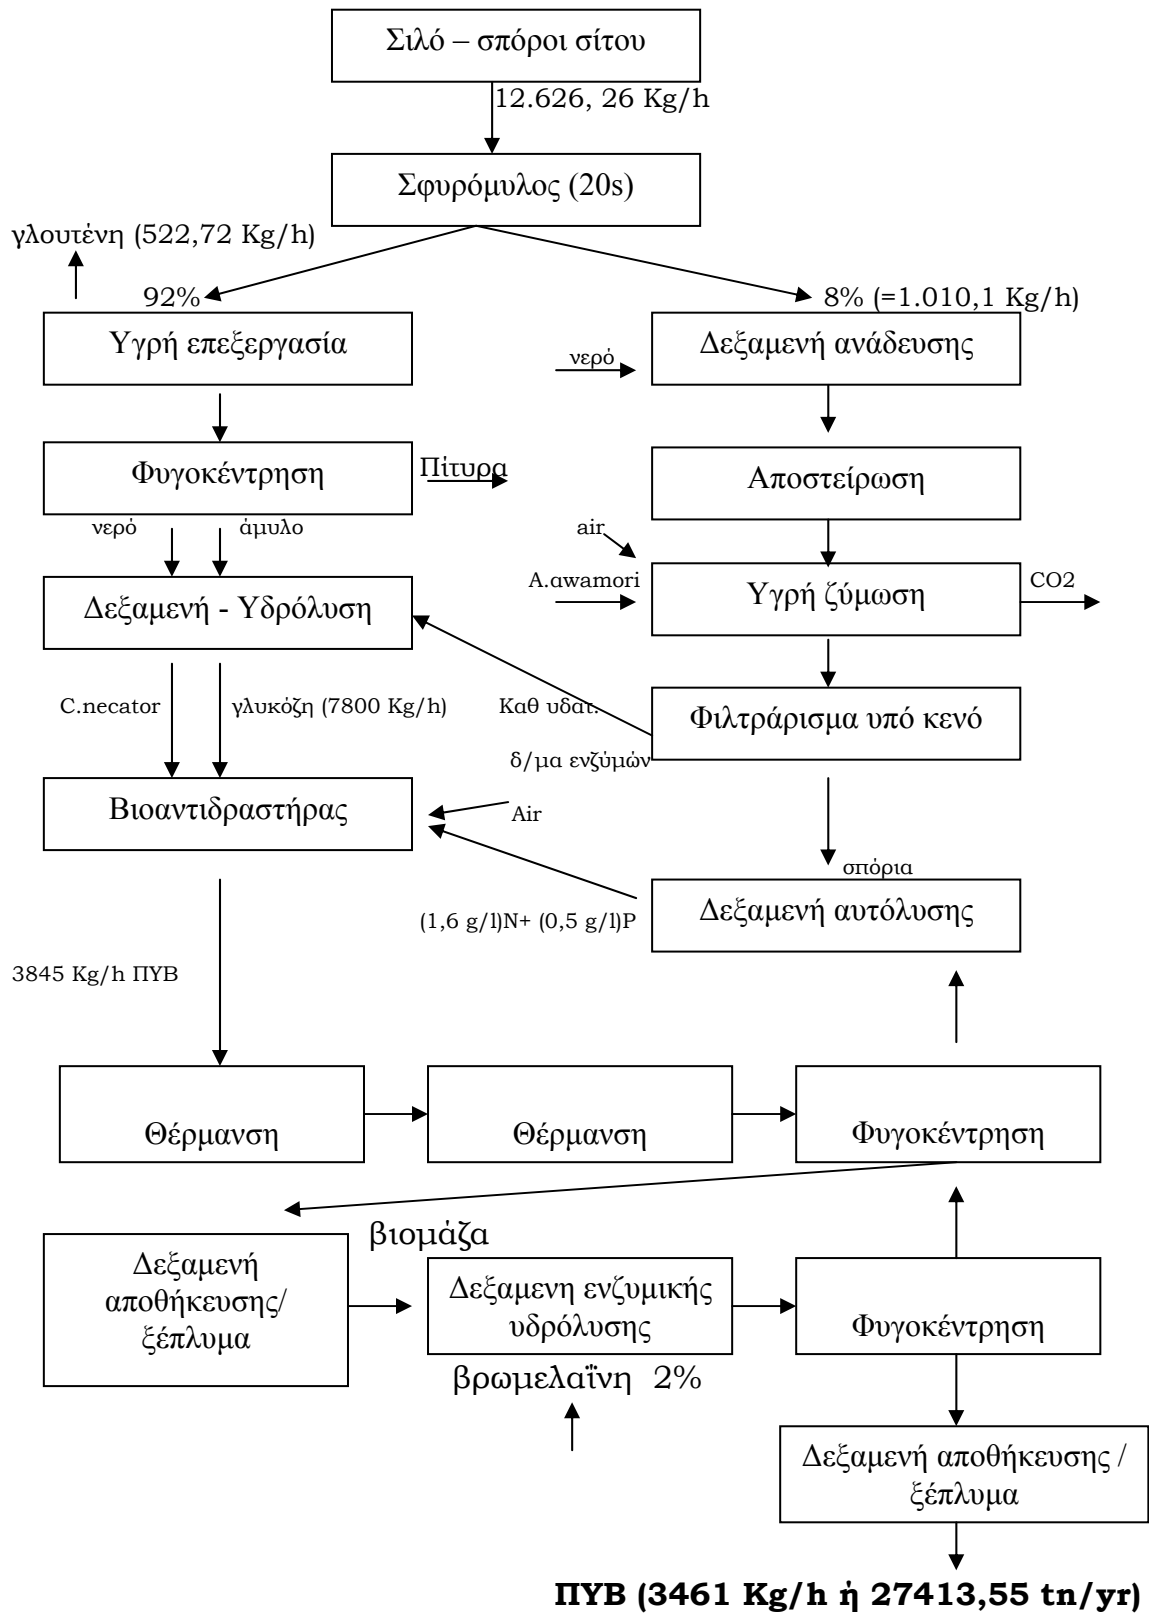 Σιλό – σπόροι σίτου
12.626, 26 Kg/h
Σφυρόμυλος (20s)
γλουτένη (522,72 Kg/h)
92%
8% (=1.010,1 Kg/h)
Υγρή επεξεργασία
νερό
Δεξαμενή ανάδευσης
Φυγοκέντρηση
Πίτυρα
Αποστείρωση
νερό
άμυλο
air
A.awamori
Δεξαμενή - Υδρόλυση
Υγρή ζύμωση
CO2
C.necator
γλυκόζη (7800 Kg/h)
Καθ υδατ.
Φιλτράρισμα υπό κενό
δ/μα ενζύμών
Βιοαντιδραστήρας
Air
σπόρια
Δεξαμενή αυτόλυσης
(1,6 g/l)N+ (0,5 g/l)P
3845 Kg/h ΠΥΒ
Θέρμανση
Θέρμανση
Φυγοκέντρηση
βιομάζα
Δεξαμενή
αποθήκευσης/
ξέπλυμα
Δεξαμενη ενζυμικής
υδρόλυσης
Φυγοκέντρηση
βρωμελαΐνη 2%
Δεξαμενή αποθήκευσης /
ξέπλυμα
ΠΥΒ (3461 Kg/h ή 27413,55 tn/yr)